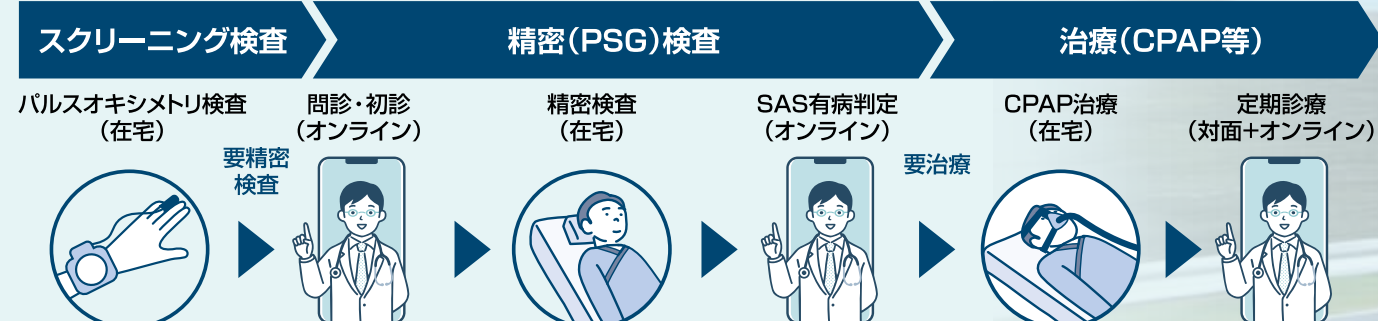 スクリーニング検査
精密(PSG)検査
治療(CPAP等)
パルスオキシメトリ検査
(在宅)
要精密
検査
問診・初診
(オンライン)
精密検査
(在宅)
SAS有病判定
(オンライン)
要治療
CPAP治療
(在宅)
定期診療
(対面+オンライン)